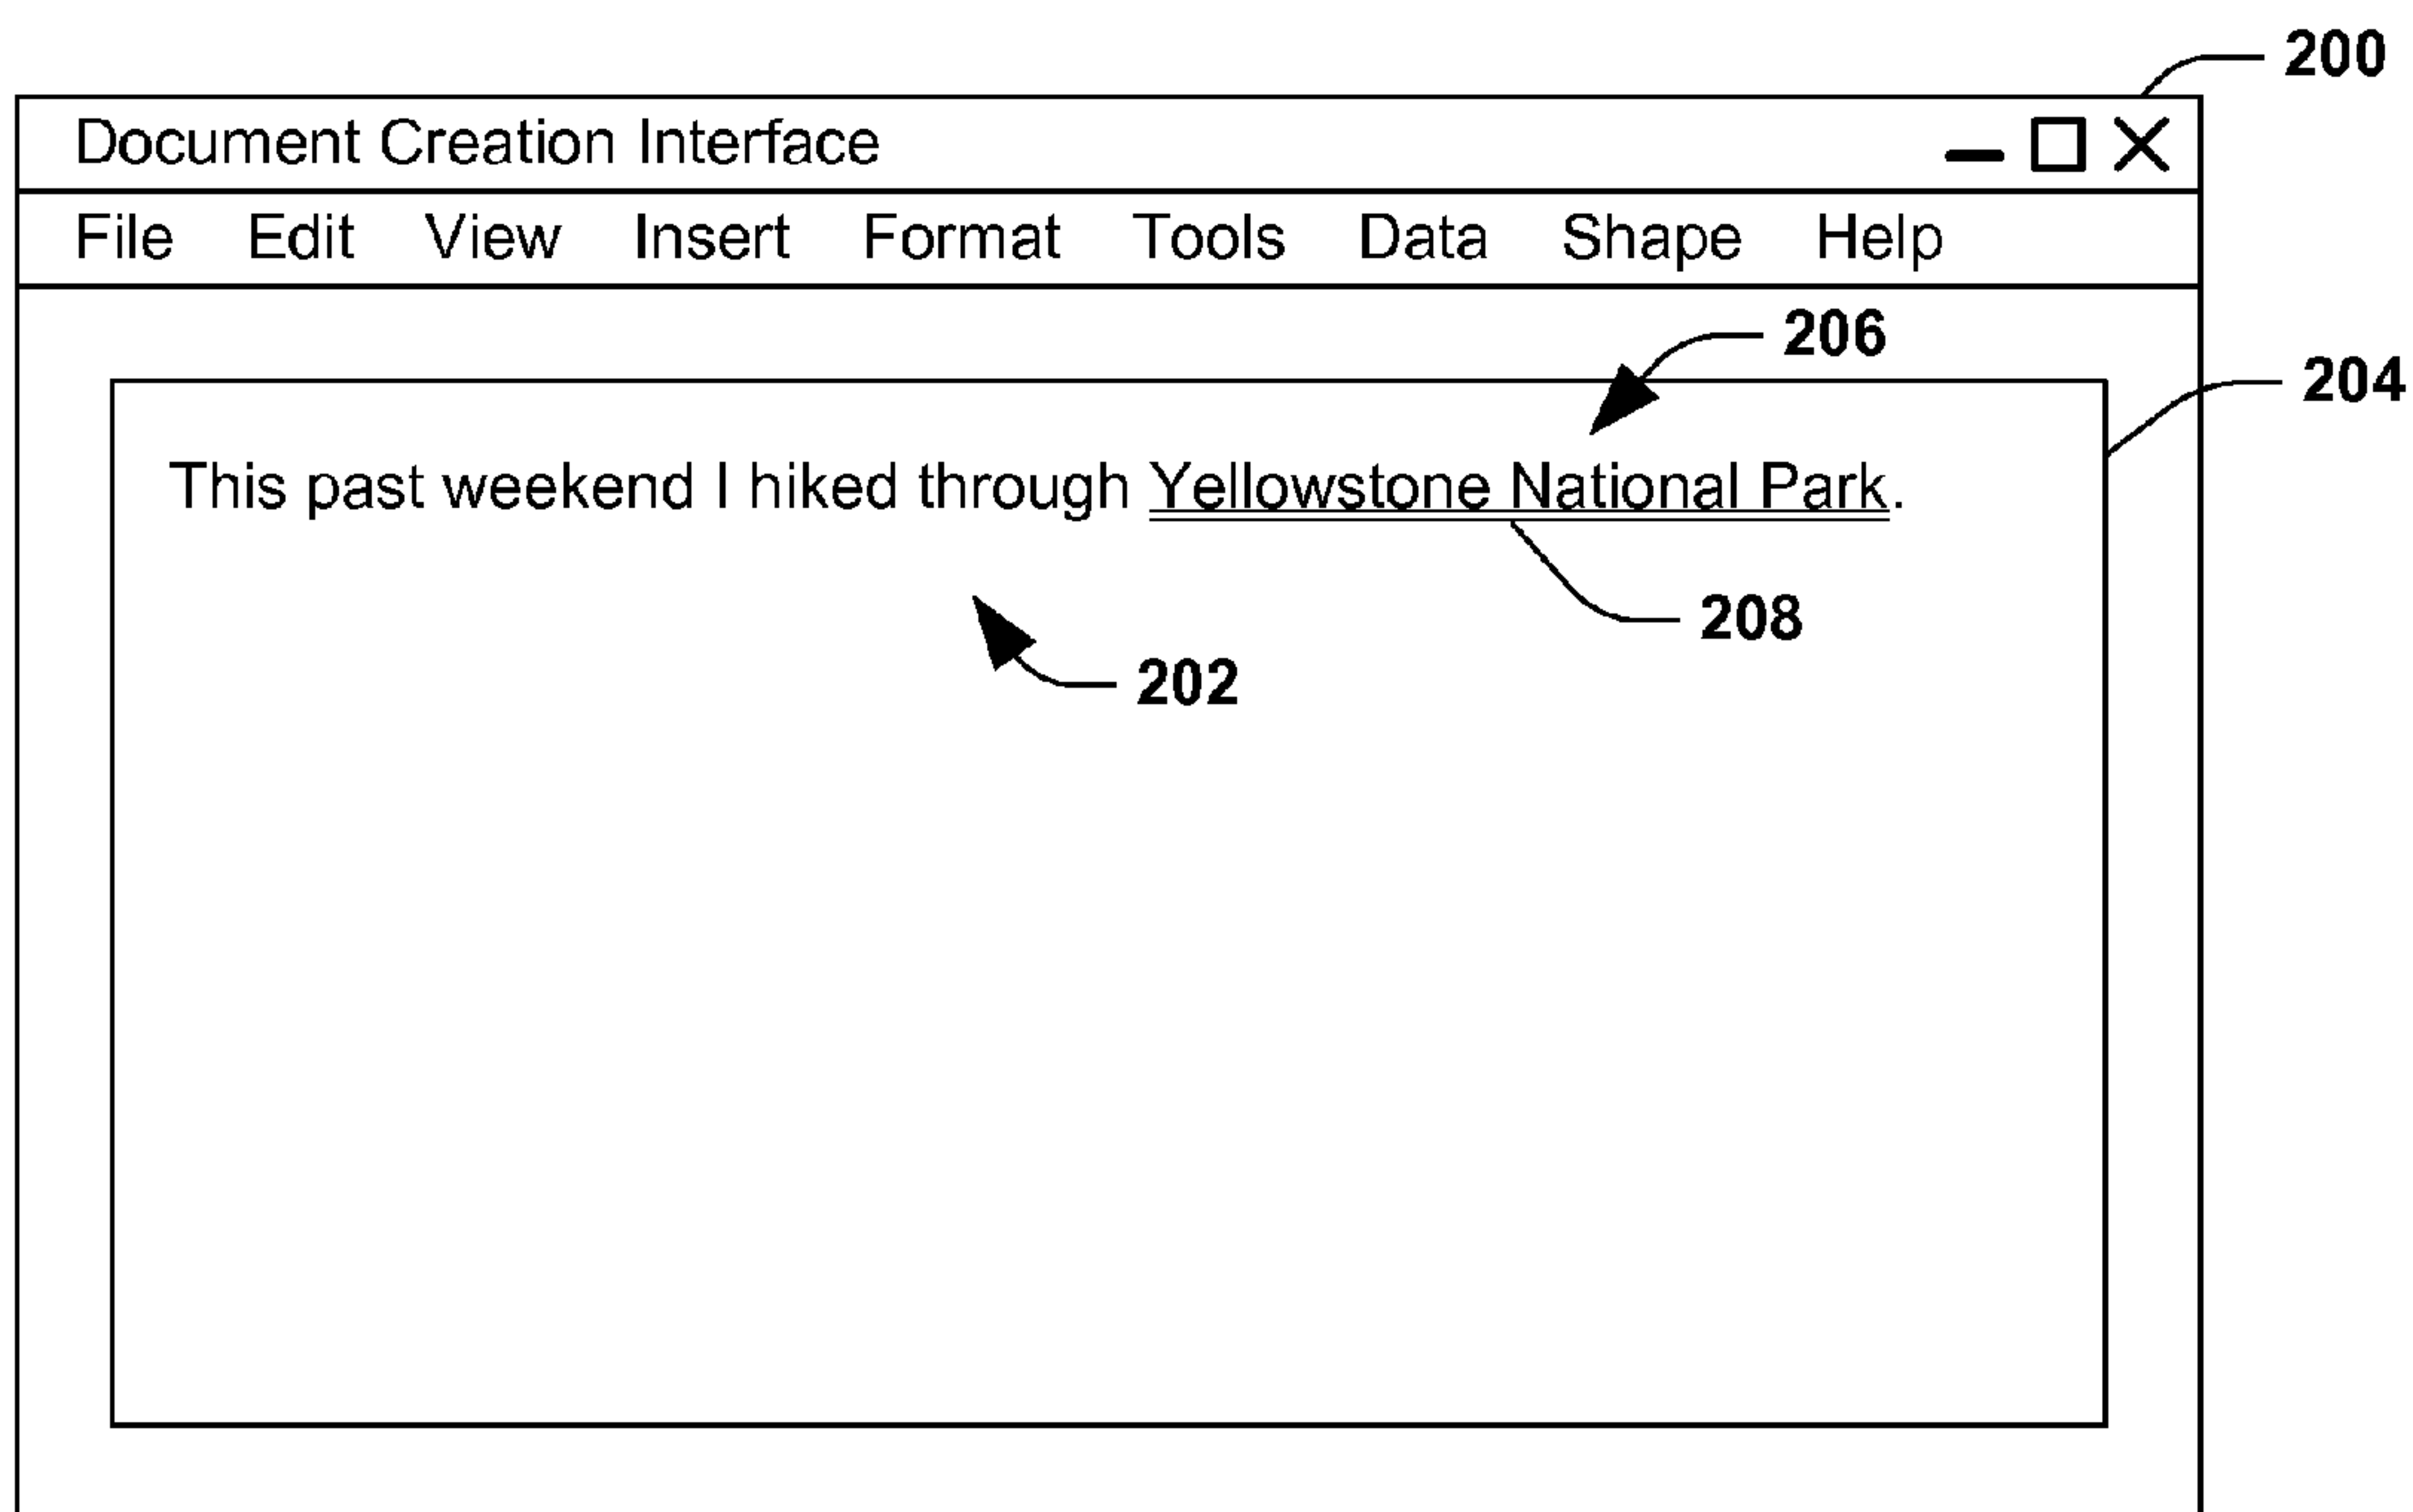 200
Document Creation Interface
File Edit View Insert Format Tools Data Shape Help
206
204
This past weekend I hiked through Yellowstone National Park.
208
202